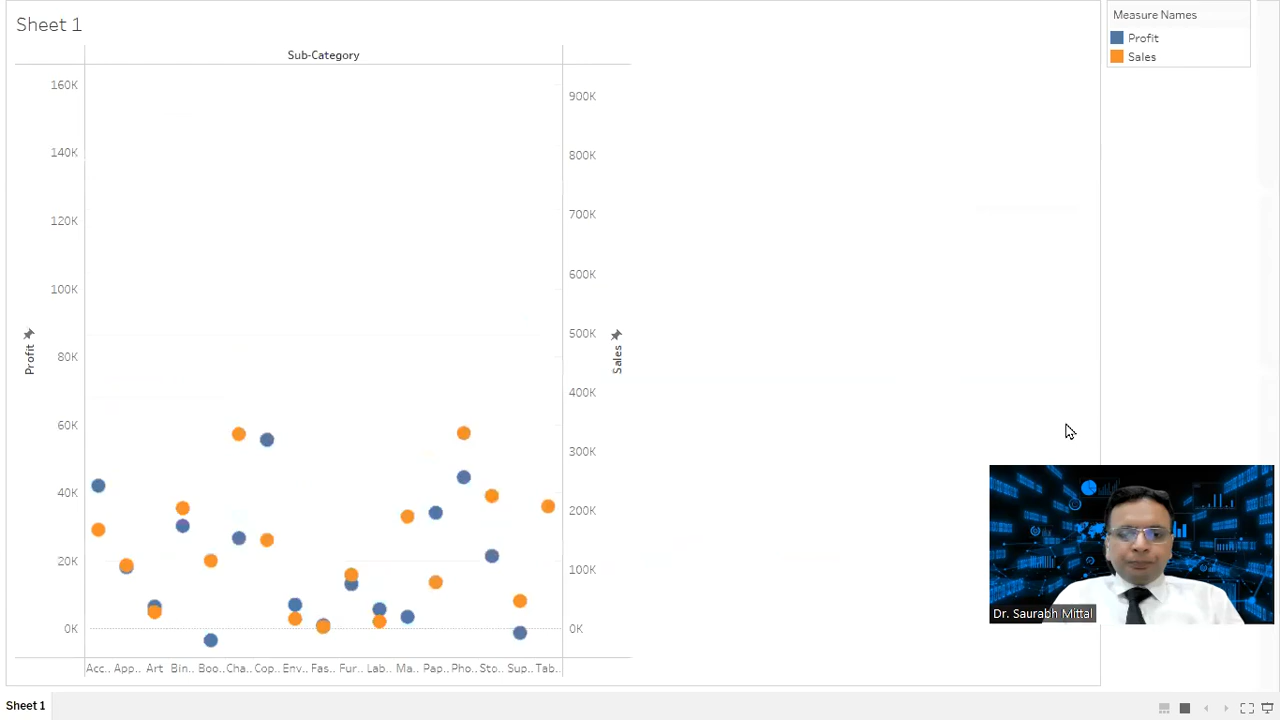 Sheet 1
Measure Names
Profit
Sales
Sub-Category
160K
140K
120K
100K
80K
60K
40K
20K
0K
Profit
900K
800K
700K
600K
500K
400K
300K
200K
100K
0K
Sales
Acc.. App.. Art Bin.. Boo.. Cha.. Cop.. Env.. Fas.. Fur.. Lab.. Ma.. Pap.. Pho.. Sto.. Sup.. Tab..
Dr. Saurabh Mittal
Sheet 1